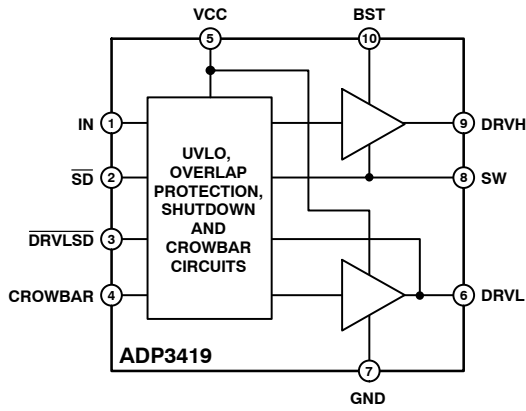 VCC
BST
5
10
IN 1
9 DRVH
SD 2
8 SW
DRVLSD 3
CROWBAR 4
6 DRVL
UVLO,
OVERLAP
PROTECTION,
SHUTDOWN
AND
CROWBAR
CIRCUITS
ADP3419
7
GND